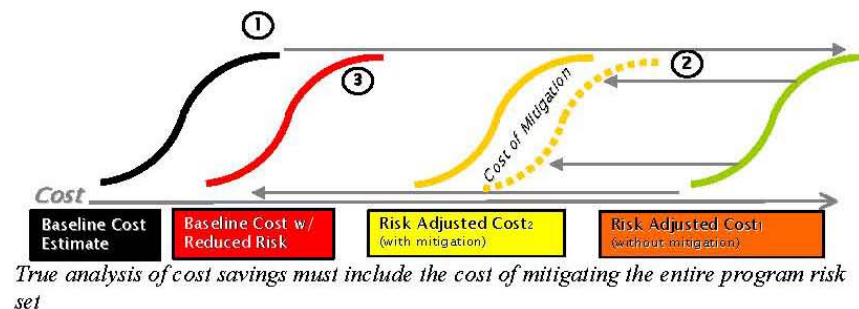 1
3
2
Cost of Mitigation
Cost
Baseline Cost
Estimate
Baseline Cost w/
Reduced Risk
Risk Adjusted Cost2
(with mitigation)
Risk Adjusted Cost1
(without mitigation)
True analysis of cost savings must include the cost of mitigating the entire program risk
set